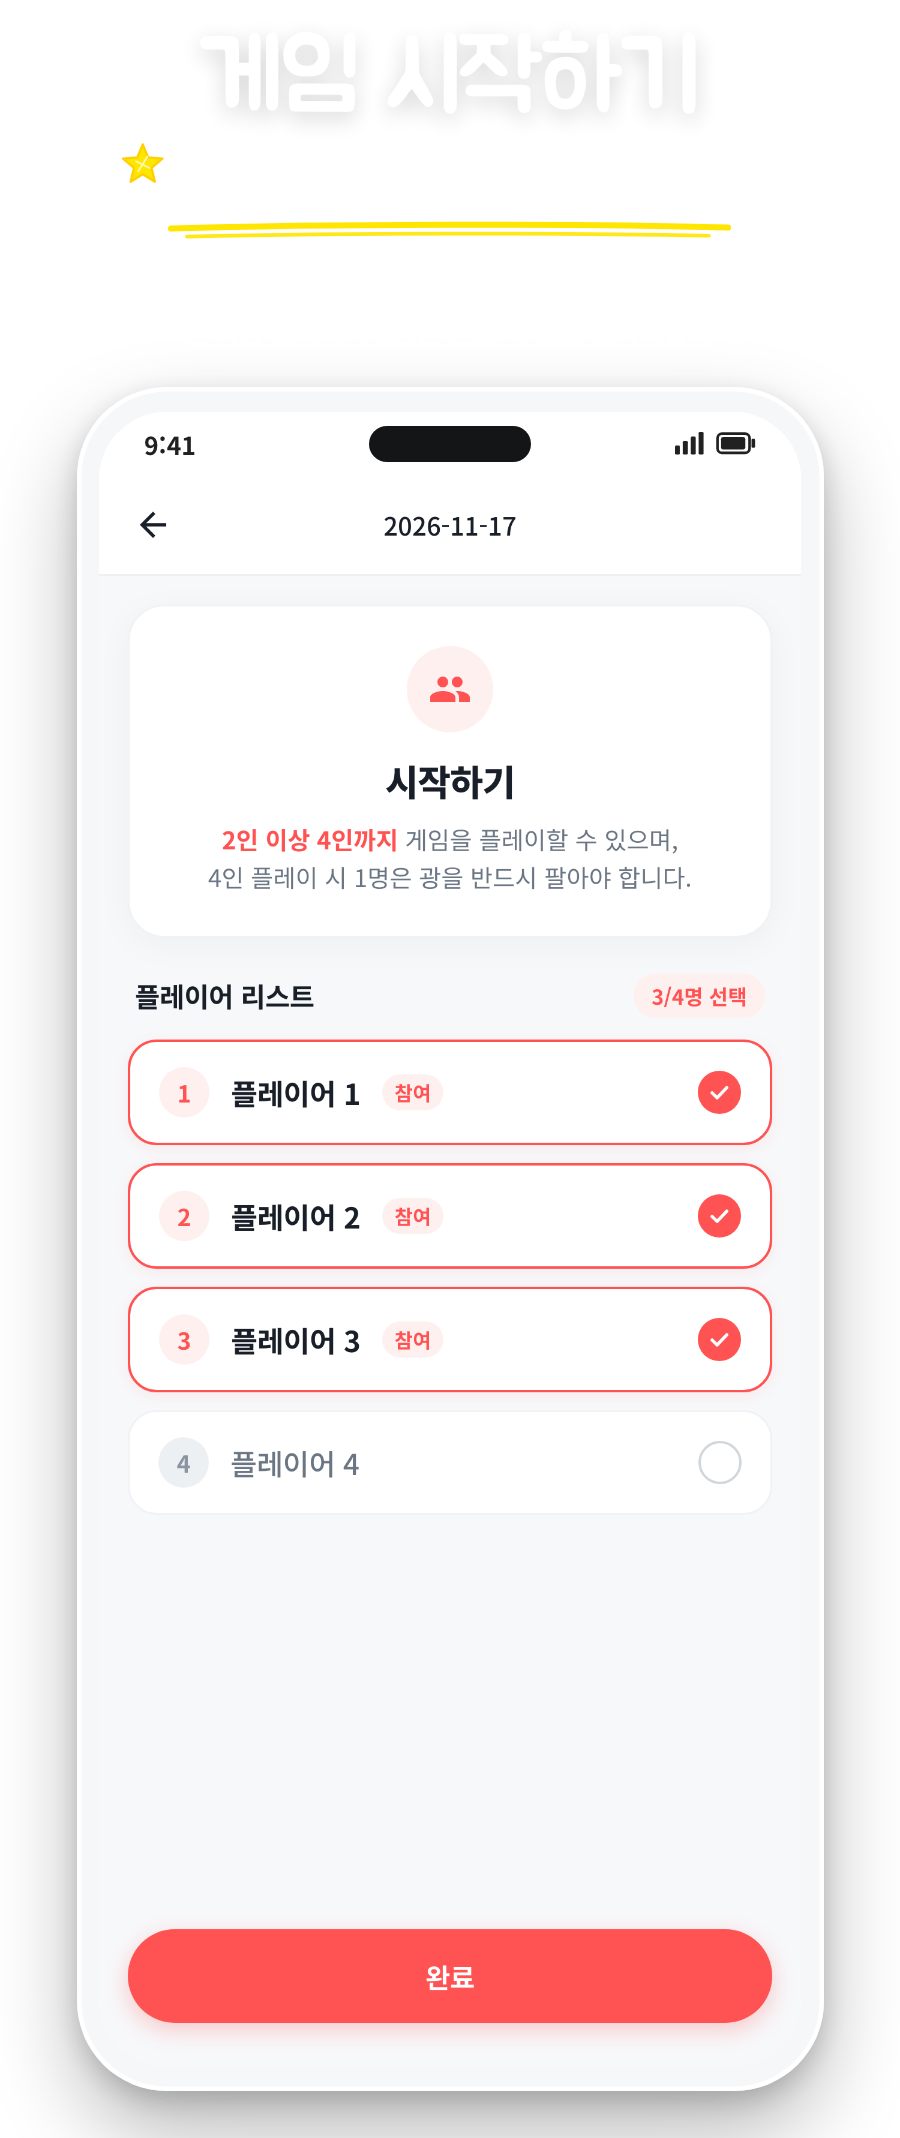 게임 시작하기
9:41
2026-11-17
시작하기
2인 이상 4인까지 게임을 플레이할 수 있으며,
4인 플레이 시 1명은 광을 반드시 팔아야 합니다.
플레이어 리스트
3/4명 선택
1 플레이어 1 참여
2 플레이어 2 참여
3 플레이어 3 참여
4 플레이어 4
완료